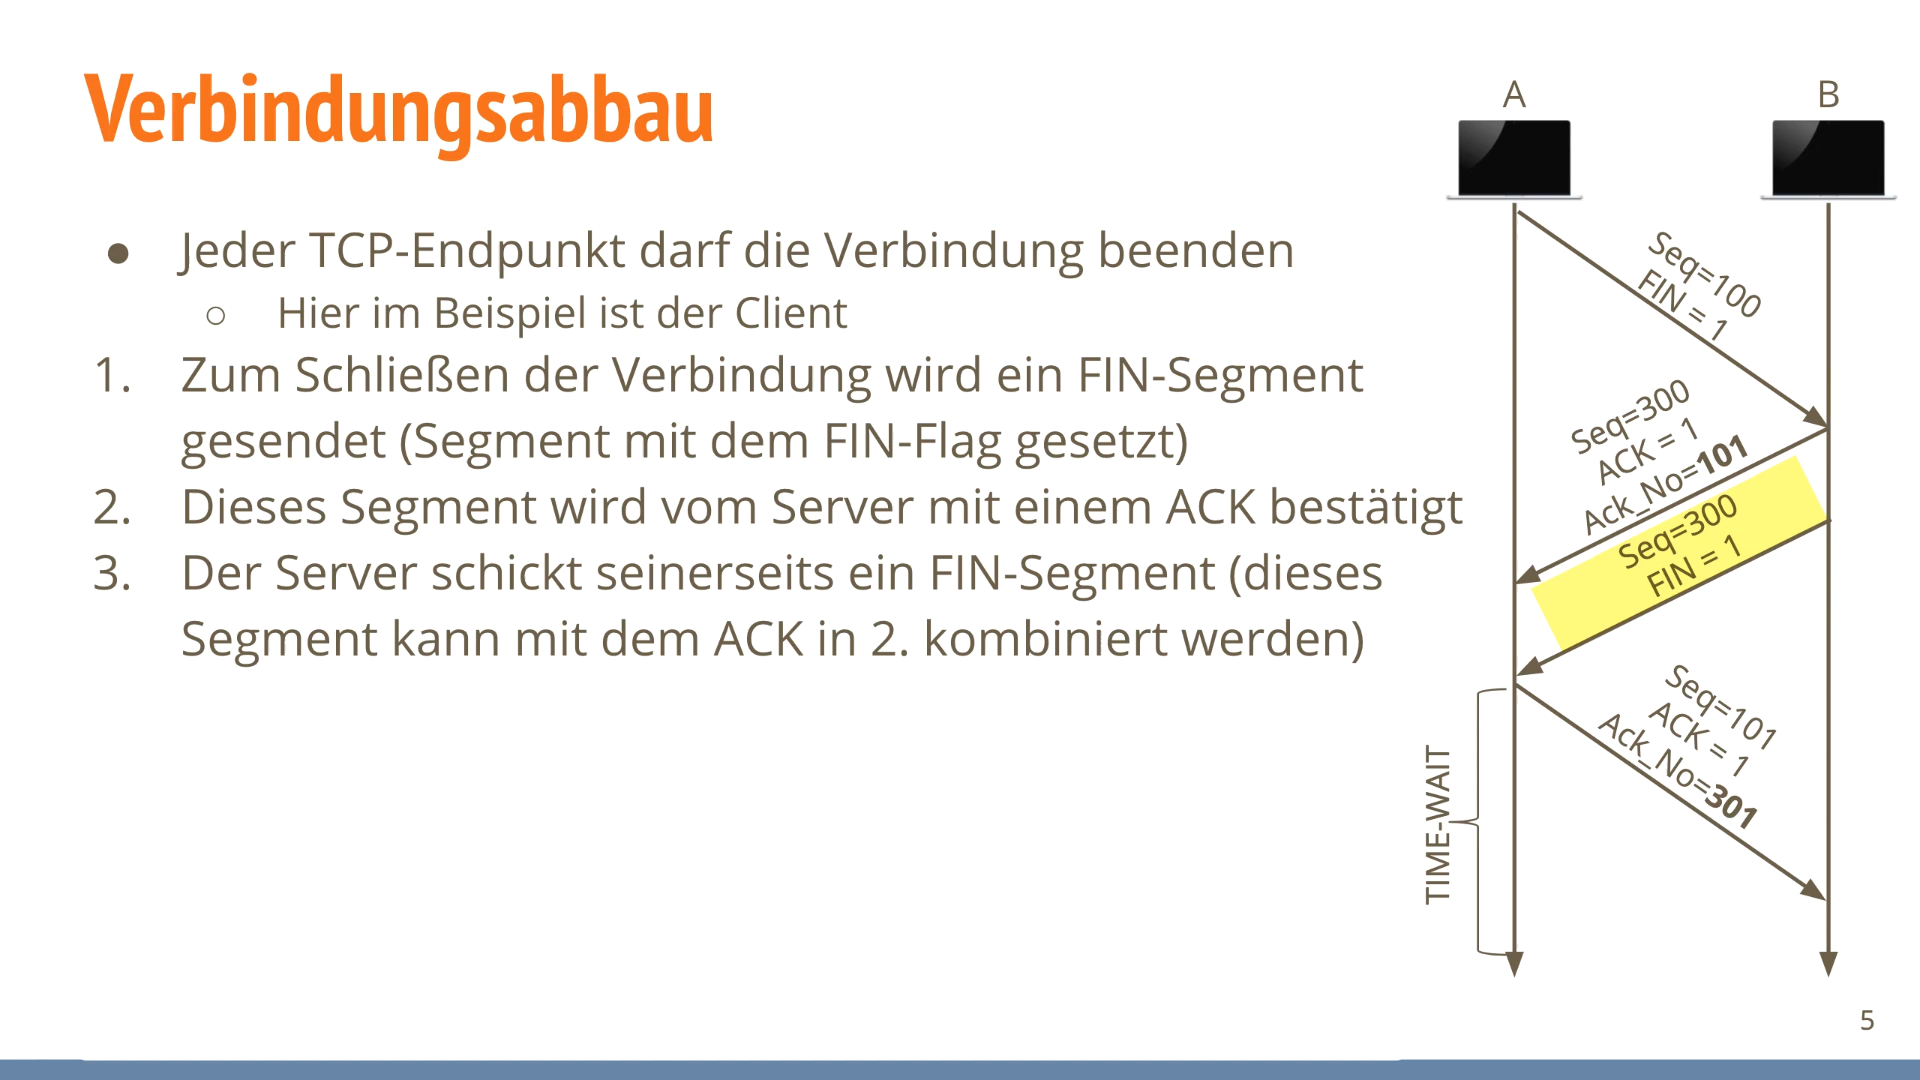 Verbindungsabbau
● Jeder TCP-Endpunkt darf die Verbindung beenden
○ Hier im Beispiel ist der Client
1. Zum Schließen der Verbindung wird ein FIN-Segment
gesendet (Segment mit dem FIN-Flag gesetzt)
2. Dieses Segment wird vom Server mit einem ACK bestätigt
3. Der Server schickt seinerseits ein FIN-Segment (dieses
Segment kann mit dem ACK in 2. kombiniert werden)
A
B
Seq=100
FIN = 1
Seq=300
ACK = 1
Ack_No=101
Seq=300
FIN = 1
Seq=101
ACK = 1
Ack_No=301
TIME-WAIT
5